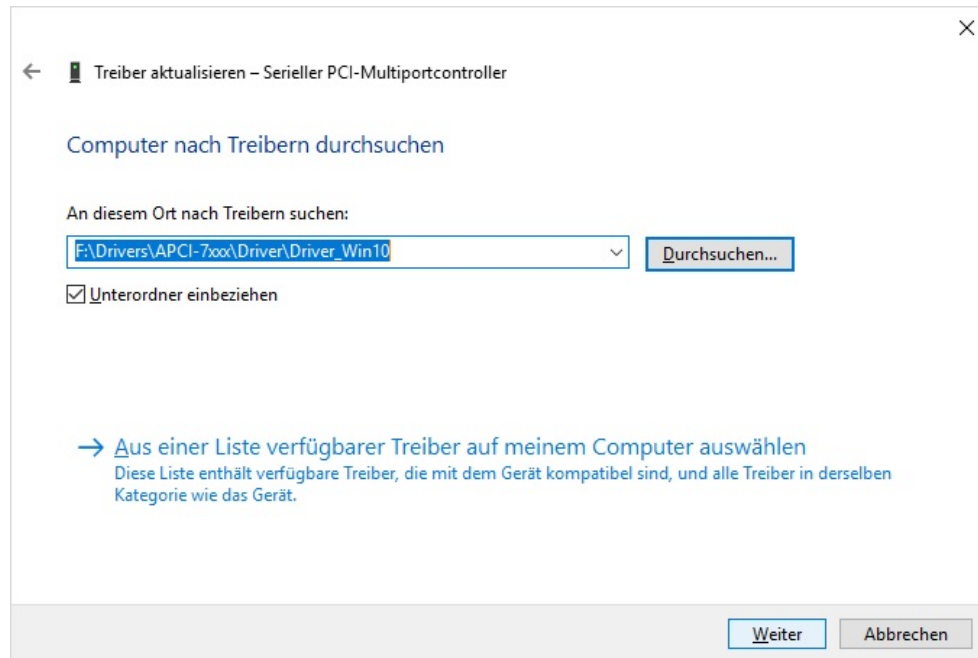 Treiber aktualisieren – Serieller PCI-Multiportcontroller
Computer nach Treibern durchsuchen
An diesem Ort nach Treibern suchen:
F:\Drivers\APCI-7xxx\Driver\Driver_Win10
Durchsuchen...
Unterordner einbeziehen
Aus einer Liste verfügbarer Treiber auf meinem Computer auswählen
Diese Liste enthält verfügbare Treiber, die mit dem Gerät kompatibel sind, und alle Treiber in derselben
Kategorie wie das Gerät.
Weiter
Abbrechen